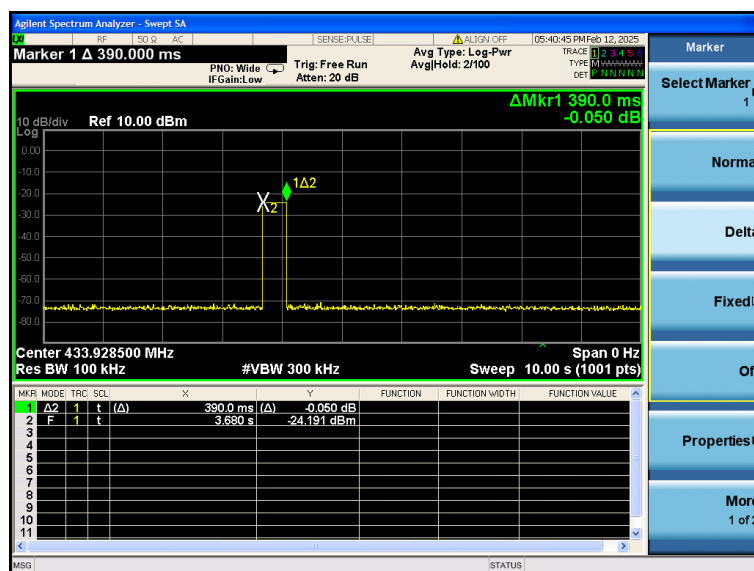 Agilent Spectrum Analyzer - Swept SA
LXI RF 50 Ω AC SENSE:PULSE ALIGN OFF 05:40:45 PM Feb 12, 2025
Marker 1 Δ 390.000 ms
PNO: Wide
IFGain:Low
Trig: Free Run
Atten: 20 dB
Avg Type: Log-Pwr
Avg|Hold: 2/100
TRACE 1 2 3 4 5 6
TYPE M
DET P N N N N N
ΔMkr1 390.0 ms
-0.050 dB
10 dB/div Ref 10.00 dBm
Log
0.00
-10.0
-20.0
-30.0
-40.0
-50.0
-60.0
-70.0
-80.0
1Δ2
X2
Center 433.928500 MHz Span 0 Hz
Res BW 100 kHz #VBW 300 kHz Sweep 10.00 s (1001 pts)
MKR MODE TRC SCL X Y FUNCTION FUNCTION WIDTH FUNCTION VALUE
1 Δ2 1 t (Δ) 390.0 ms (Δ) -0.050 dB
2 F 1 t 3.680 s -24.191 dBm
3
4
5
6
7
8
9
10
11
MSG STATUS
Marker
Select Marker
1
Norma
Delta
Fixed
Of
Properties
More
1 of 2